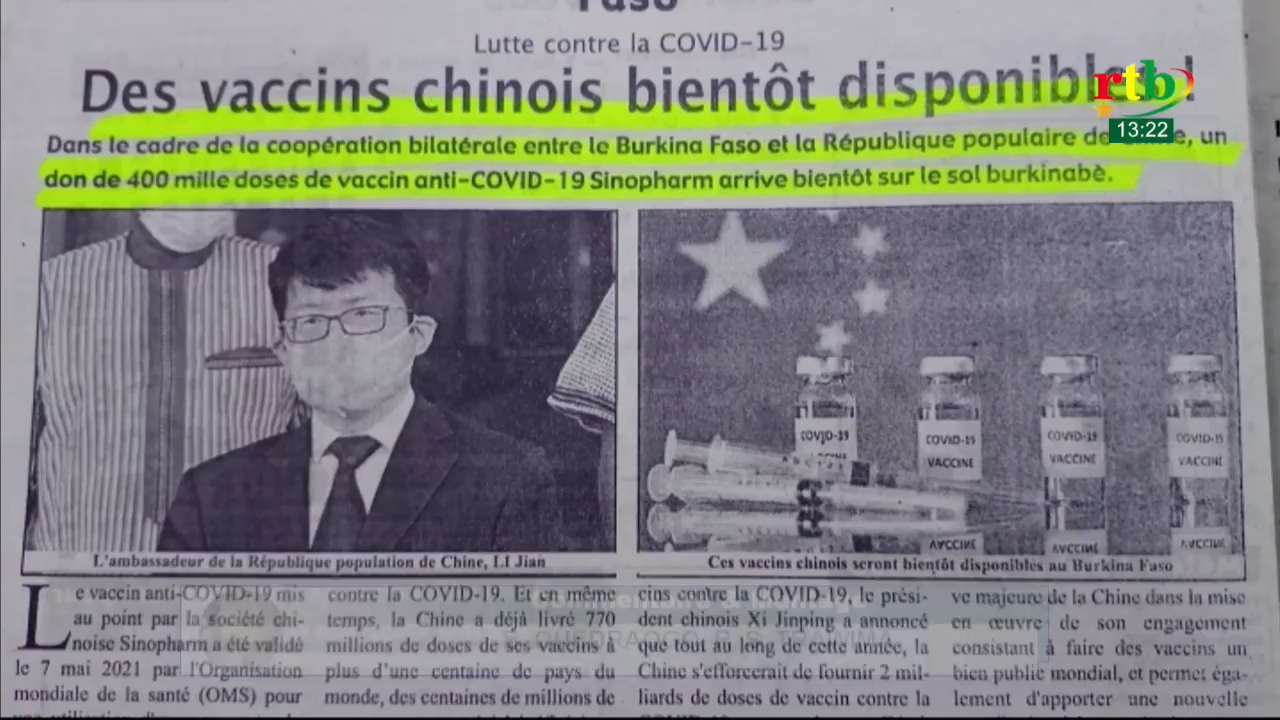 Faso
Lutte contre la COVID-19
Des vaccins chinois bientôt disponibles !
rtb
13:22
Dans le cadre de la coopération bilatérale entre le Burkina Faso et la République populaire de Chine, un
don de 400 mille doses de vaccin anti-COVID-19 Sinopharm arrive bientôt sur le sol burkinabè.
COVID-19
VACCINE
COVID-19
VACCINE
COVID-19
VACCINE
COVID-19
VACCINE
L'ambassadeur de la République population de Chine, LI Jian
Ces vaccins chinois seront bientôt disponibles au Burkina Faso
Le vaccin anti-COVID-19 mis
au point par la société chi-
noise Sinopharm a été validé
le 7 mai 2021 par l'Organisation
mondiale de la santé (OMS) pour
contre la COVID-19. Et en même
temps, la Chine a déjà livré 770
millions de doses de ses vaccins à
plus d'une centaine de pays du
monde, des centaines de millions de
cins contre la COVID-19, le prési-
dent chinois Xi Jinping a annoncé
que tout au long de cette année, la
Chine s'efforcerait de fournir 2 mil-
liards de doses de vaccin contre la
ve majeure de la Chine dans la mise
en œuvre de son engagement
consistant à faire des vaccins un
bien public mondial, et permet éga-
lement d'apporter une nouvelle